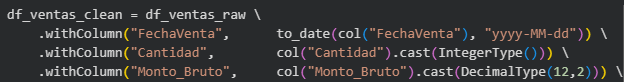 df_ventas_clean = df_ventas_raw \
.withColumn("FechaVenta", to_date(col("FechaVenta"), "yyyy-MM-dd")) \
.withColumn("Cantidad", col("Cantidad").cast(IntegerType())) \
.withColumn("Monto_Bruto", col("Monto_Bruto").cast(DecimalType(12,2))) \